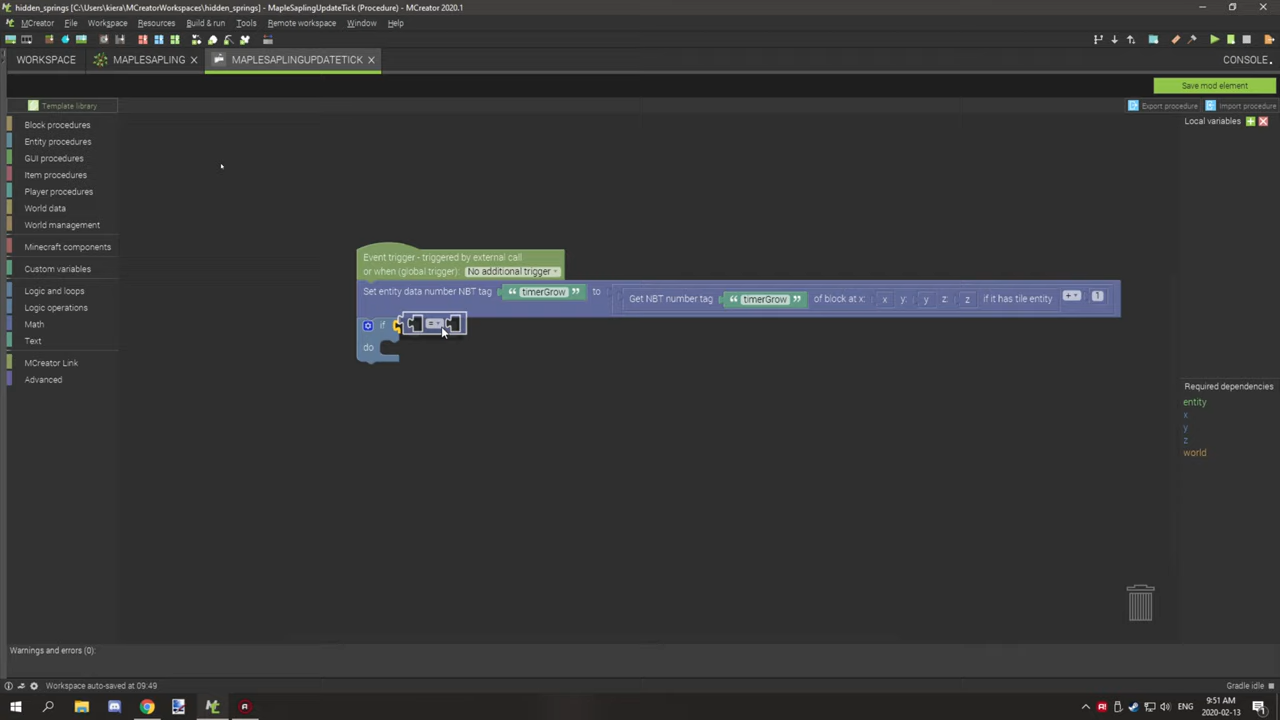 hidden_springs [C:\Users\kiera\MCreatorWorkspaces\hidden_springs] - MapleSaplingUpdateTick (Procedure) - MCreator 2020.1
MCreator File Workspace Resources Build & run Tools Remote workspace Window Help
WORKSPACE MAPLESAPLING MAPLESAPLINGUPDATETICK CONSOLE
Save mod element
Template library Export procedure Import procedure
Block procedures
Entity procedures
GUI procedures
Item procedures
Player procedures
World data
World management
Minecraft components
Custom variables
Logic and loops
Logic operations
Math
Text
MCreator Link
Advanced
Event trigger - triggered by external call
or when (global trigger): No additional trigger
Set entity data number NBT tag “ timerGrow ” to Get NBT number tag “ timerGrow ” of block at x: x y: y z: z if it has tile entity + 1
if =
do
Local variables
Required dependencies
entity
x
y
z
world
Warnings and errors (0):
Workspace auto-saved at 09:49 Gradle idle
ENG 9:51 AM
2020-02-13